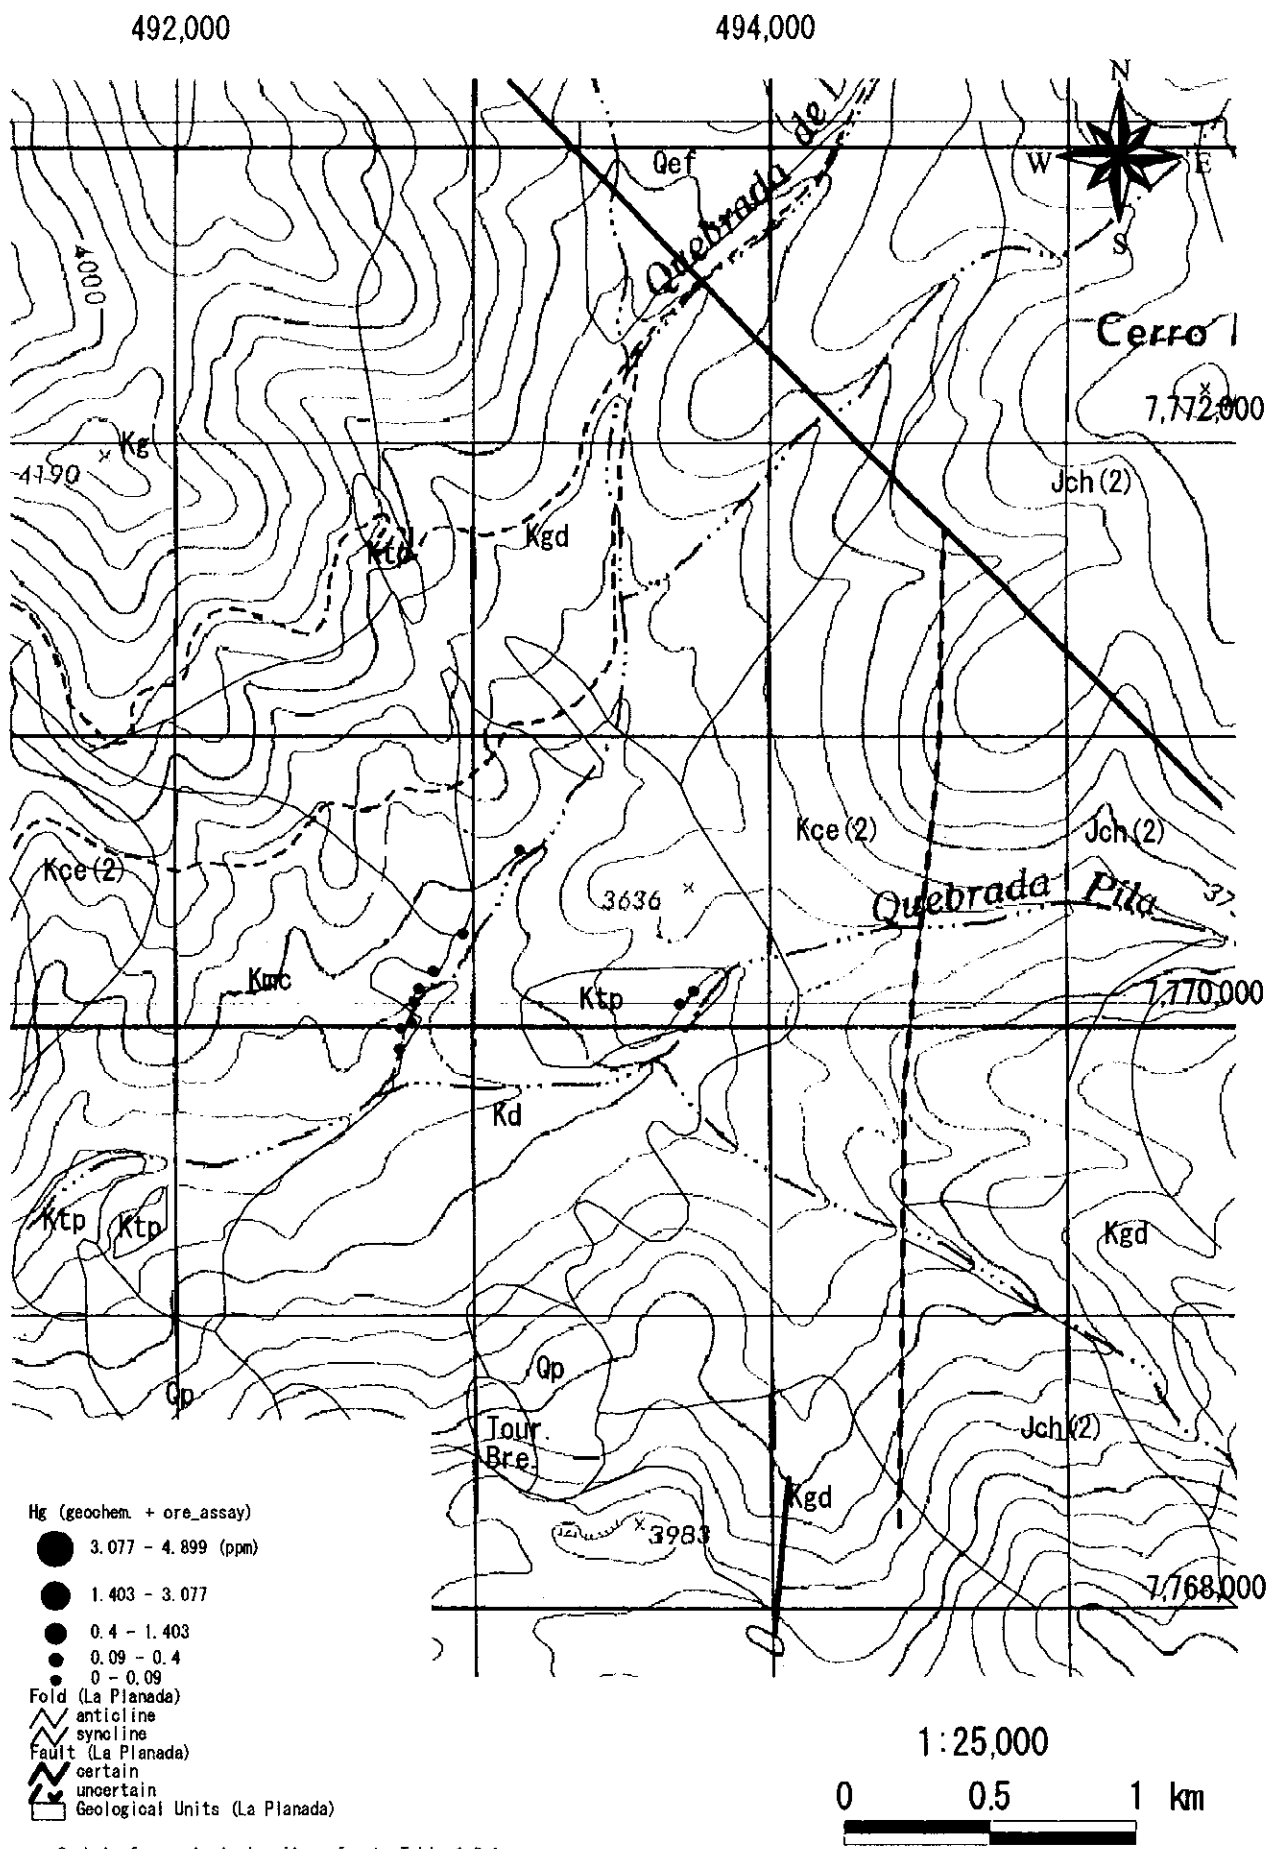 492,000
494,000
N
W
E
S
Qef
Quebrada de
4000
Cerro
7,772,000
Kg
4190
Jch(2)
Kgd
Kce(2)
Jch(2)
Kce(2)
3636
Quebrada Pila
37
Kmc
Ktp
7,770,000
Kd
Ktp
Ktp
Kgd
Qp
Qp
Tour.
Bre.
Jch(2)
Kgd
3983
7,768,000
Hg (geochem. + ore_assay)
3.077 - 4.899 (ppm)
1.403 - 3.077
0.4 - 1.403
0.09 - 0.4
0 - 0.09
Fold (La Planada)
anticline
syncline
Fault (La Planada)
certain
uncertain
Geological Units (La Planada)
1:25,000
0 0.5 1 km